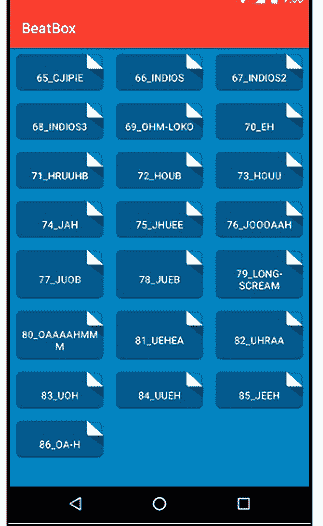 BeatBox
65_CJIPIE 66_INDIOS 67_INDIOS2
68_INDIOS3 69_OHM-LOKO 70_EH
71_HRUUHB 72_HOUB 73_HOUU
74_JAH 75_JHUEE 76_JOOOAAH
77_JUOB 78_JUEB 79_LONG-
SCREAM
80_OAAAAHMM
M 81_UEHEA 82_UHRAA
83_UOH 84_UUEH 85_JEEH
86_OA-H